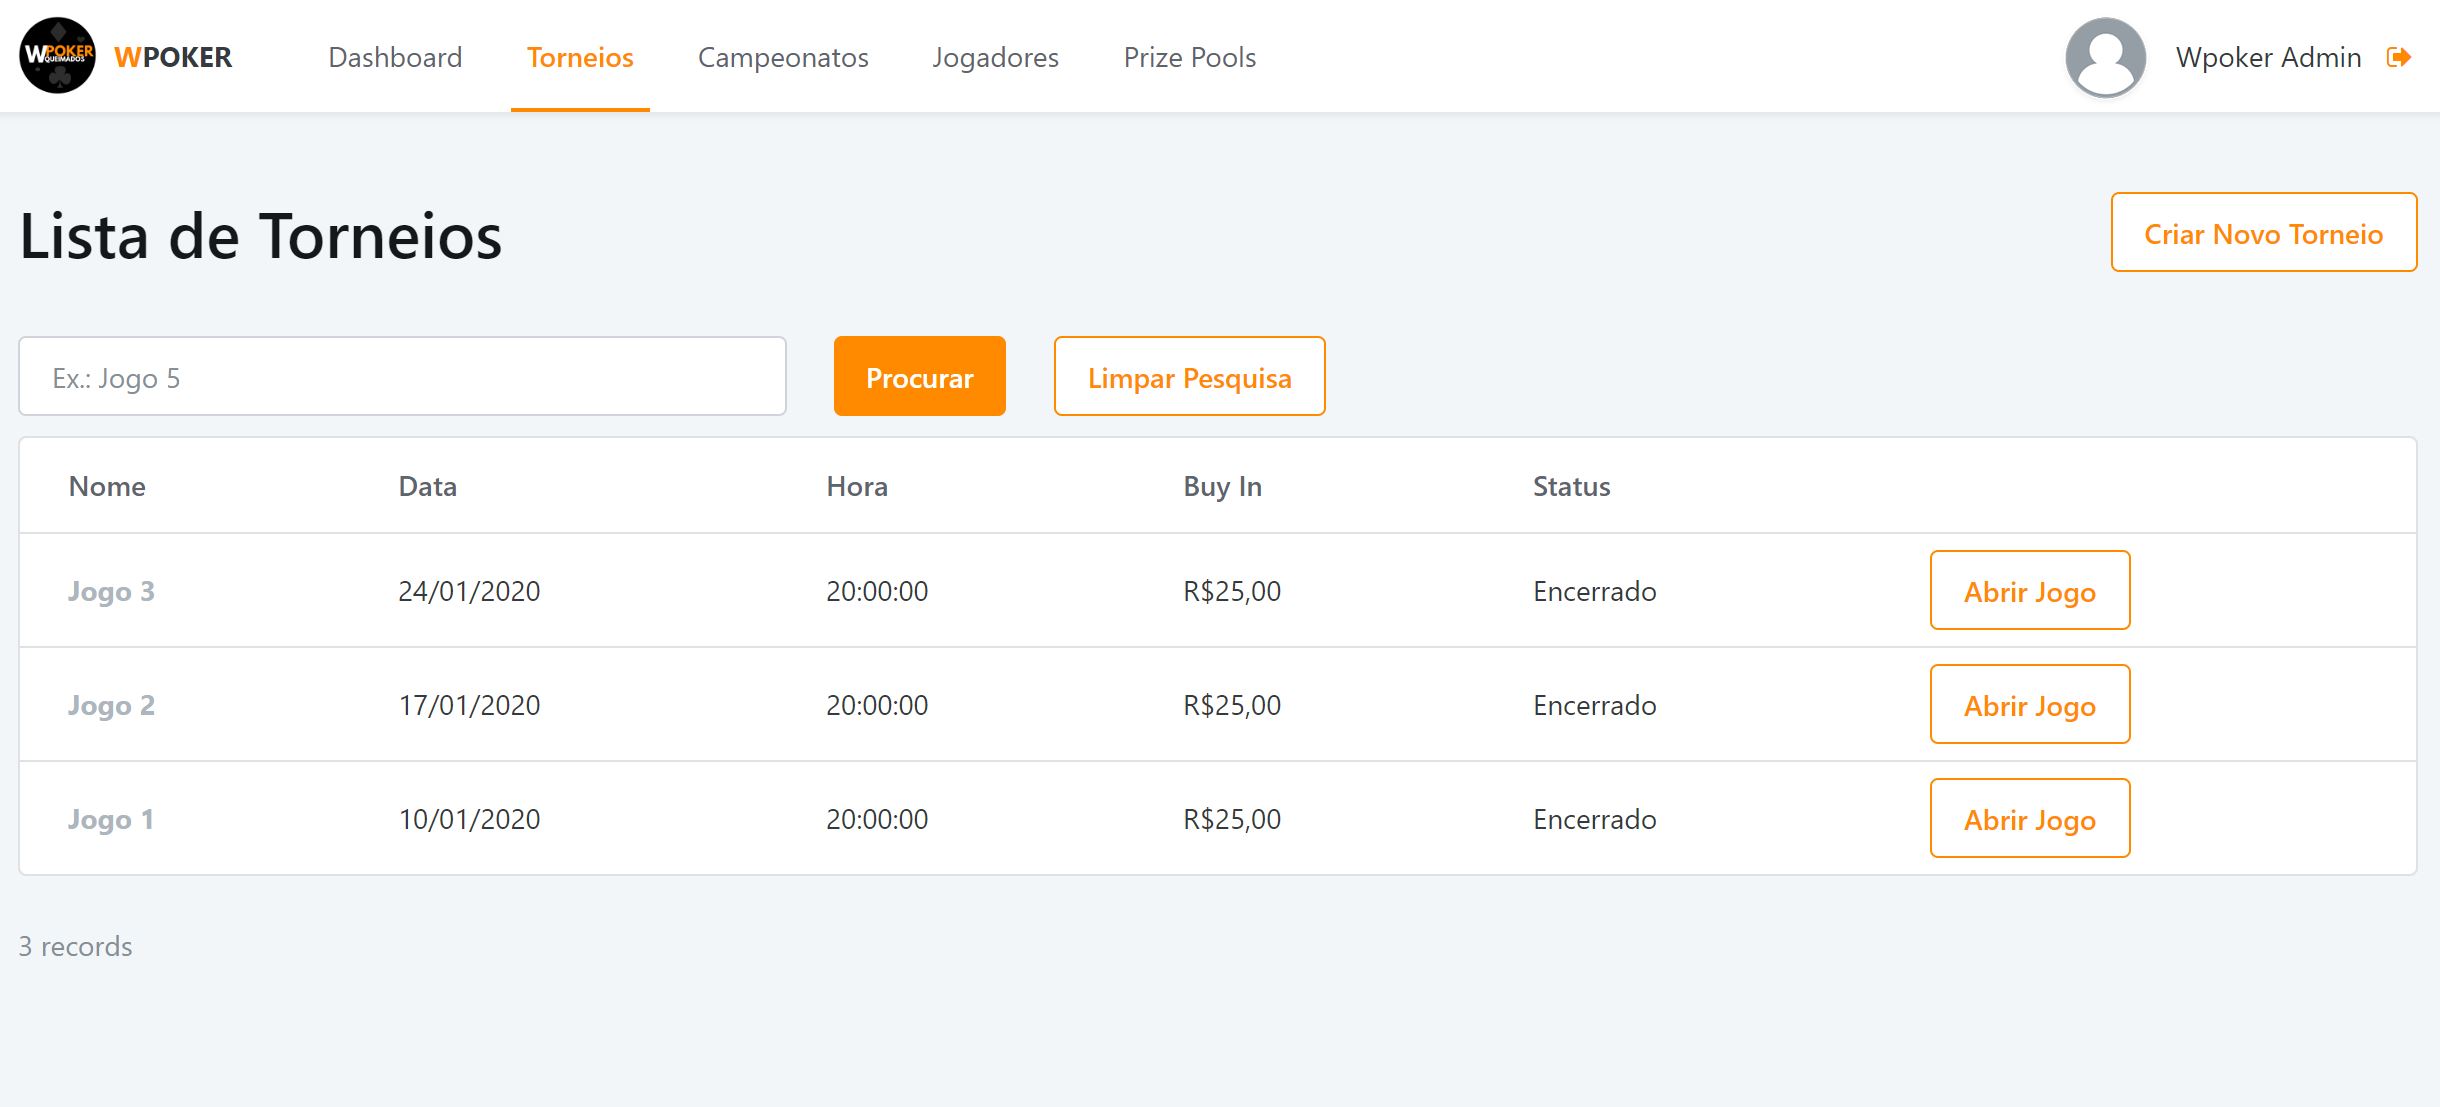 WPOKER QUEIMADOS
WPOKER Dashboard Torneios Campeonatos Jogadores Prize Pools Wpoker Admin
Lista de Torneios
Criar Novo Torneio
Ex.: Jogo 5 Procurar Limpar Pesquisa
Nome Data Hora Buy In Status
Jogo 3 24/01/2020 20:00:00 R$25,00 Encerrado Abrir Jogo
Jogo 2 17/01/2020 20:00:00 R$25,00 Encerrado Abrir Jogo
Jogo 1 10/01/2020 20:00:00 R$25,00 Encerrado Abrir Jogo
3 records